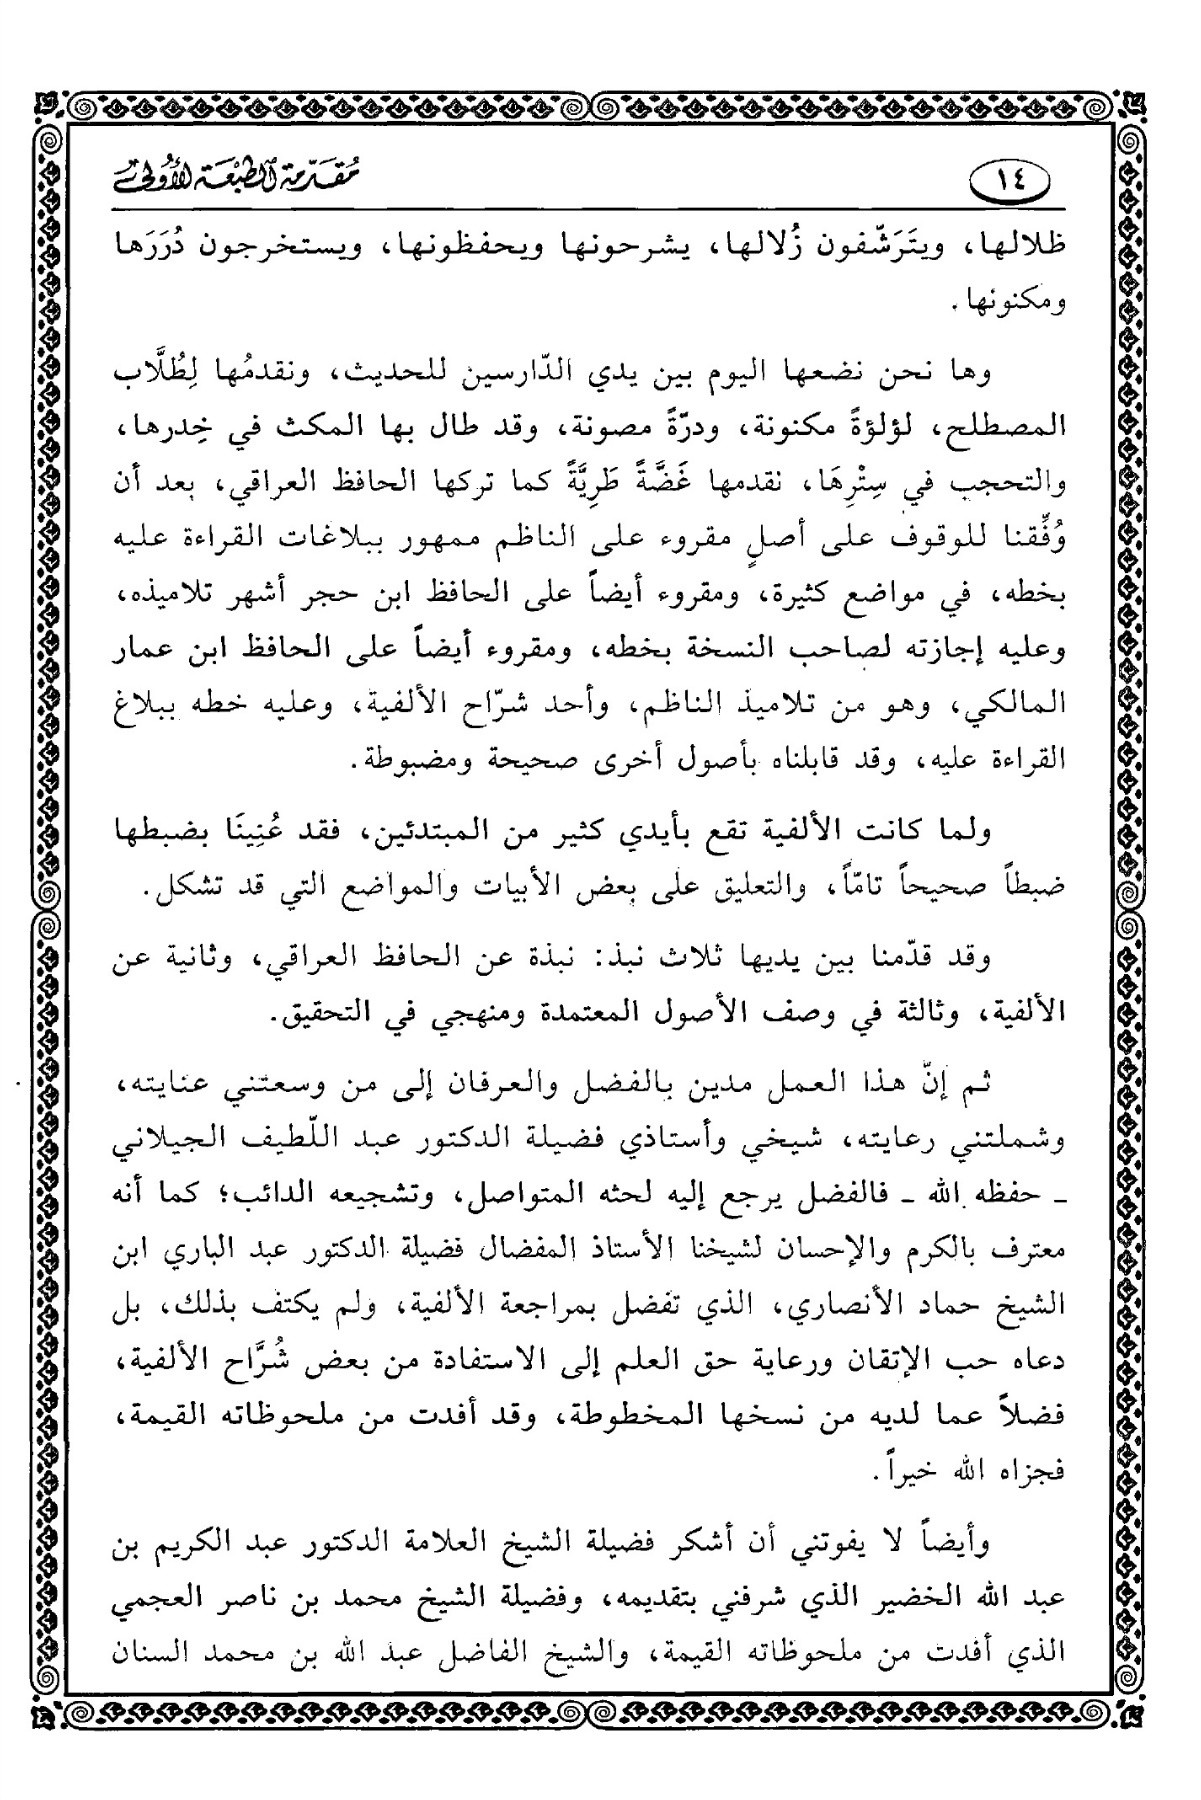 ١٤
مُقدّمة الطبعة الأولى
ظلالها، ويتَرَشّفون زُلالها، يشرحونها ويحفظونها، ويستخرجون دُرَرَها
ومكنونها.
وها نحن نضعها اليوم بين يدي الدّارسين للحديث، ونقدمُها لِطُلَّاب
المصطلح، لؤلؤةً مكنونة، ودرّةً مصونة، وقد طال بها المكث في خِدرها،
والتحجب في سِتْرِهَا، نقدمها غَضَّةً طَرِيَّةً كما تركها الحافظ العراقي، بعد أن
وُفِّقنا للوقوف على أصلٍ مقروء على الناظم ممهور ببلاغات القراءة عليه
بخطه، في مواضع كثيرة، ومقروء أيضاً على الحافظ ابن حجر أشهر تلاميذه،
وعليه إجازته لصاحب النسخة بخطه، ومقروء أيضاً على الحافظ ابن عمار
المالكي، وهو من تلاميذ الناظم، وأحد شرّاح الألفية، وعليه خطه ببلاغ
القراءة عليه، وقد قابلناه بأصول أخرى صحيحة ومضبوطة.
ولما كانت الألفية تقع بأيدي كثير من المبتدئين، فقد عُنِينَا بضبطها
ضبطاً صحيحاً تامّاً، والتعليق على بعض الأبيات والمواضع التي قد تشكل.
وقد قدّمنا بين يديها ثلاث نبذ: نبذة عن الحافظ العراقي، وثانية عن
الألفية، وثالثة في وصف الأصول المعتمدة ومنهجي في التحقيق.
ثم إنّ هذا العمل مدين بالفضل والعرفان إلى من وسعتني عنايته،
وشملتني رعايته، شيخي وأستاذي فضيلة الدكتور عبد اللّطيف الجيلاني
ـ حفظه الله ـ فالفضل يرجع إليه لحثه المتواصل، وتشجيعه الدائب؛ كما أنه
معترف بالكرم والإحسان لشيخنا الأستاذ المفضال فضيلة الدكتور عبد الباري ابن
الشيخ حماد الأنصاري، الذي تفضل بمراجعة الألفية، ولم يكتف بذلك، بل
دعاه حب الإتقان ورعاية حق العلم إلى الاستفادة من بعض شُرَّاح الألفية،
فضلاً عما لديه من نسخها المخطوطة، وقد أفدت من ملحوظاته القيمة،
فجزاه الله خيراً.
وأيضاً لا يفوتني أن أشكر فضيلة الشيخ العلامة الدكتور عبد الكريم بن
عبد الله الخضير الذي شرفني بتقديمه، وفضيلة الشيخ محمد بن ناصر العجمي
الذي أفدت من ملحوظاته القيمة، والشيخ الفاضل عبد الله بن محمد السنان